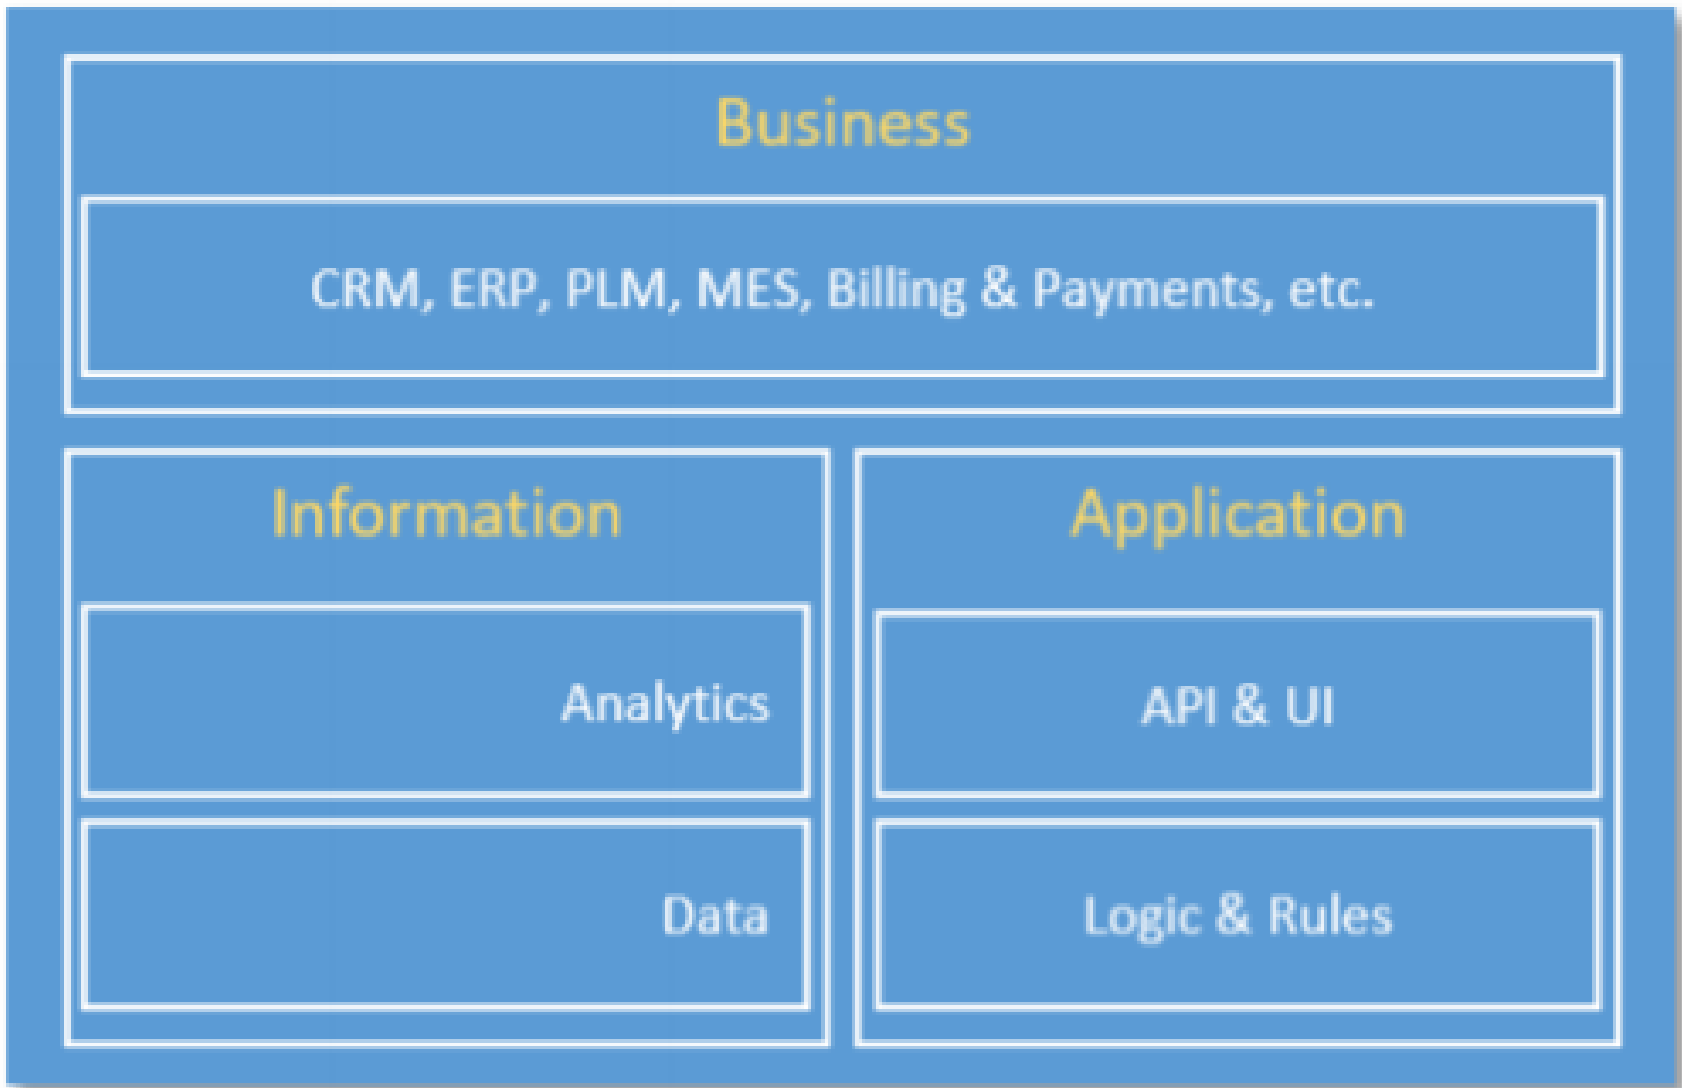 Business
CRM, ERP, PLM, MES, Billing & Payments, etc.
Information
Analytics
Data
Application
API & UI
Logic & Rules